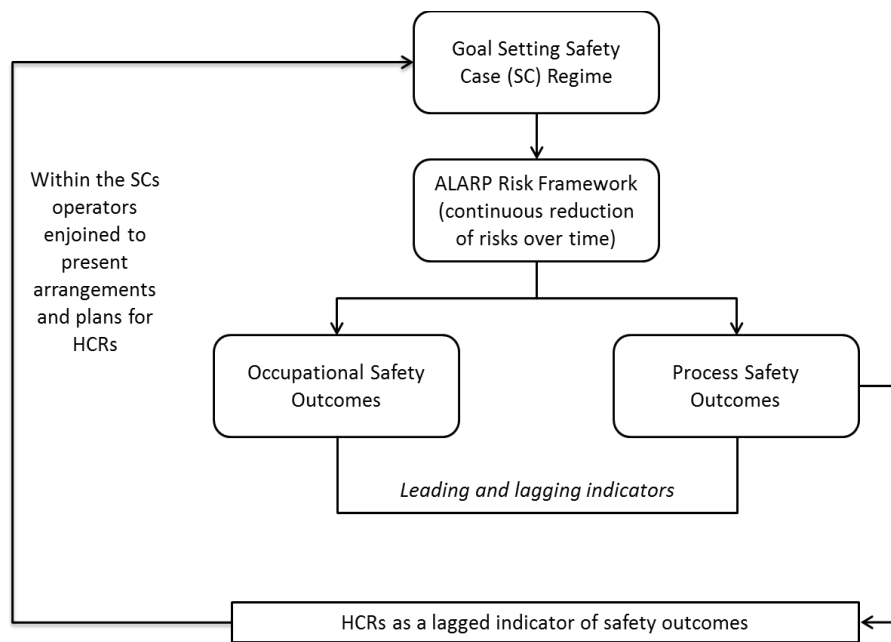 Goal Setting Safety
Case (SC) Regime
Within the SCs
operators
enjoined to
present
arrangements
and plans for
HCRs
ALARP Risk Framework
(continuous reduction
of risks over time)
Occupational Safety
Outcomes
Process Safety
Outcomes
Leading and lagging indicators
HCRs as a lagged indicator of safety outcomes